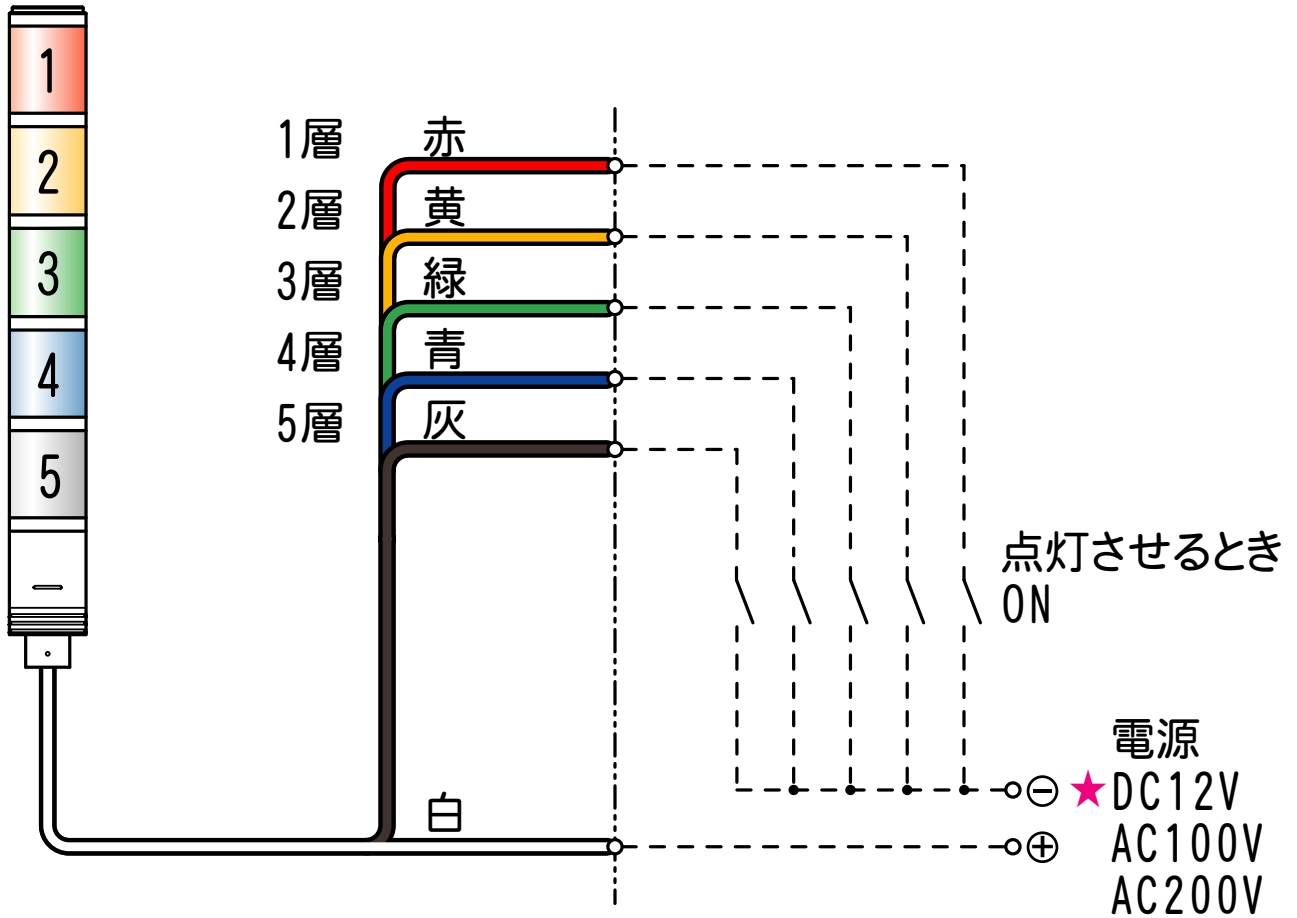 1
2
3
4
5
1層 赤
2層 黄
3層 緑
4層 青
5層 灰
点灯させるとき
ON
電源
⊖ ★DC12V
⊕ AC100V
AC200V
白